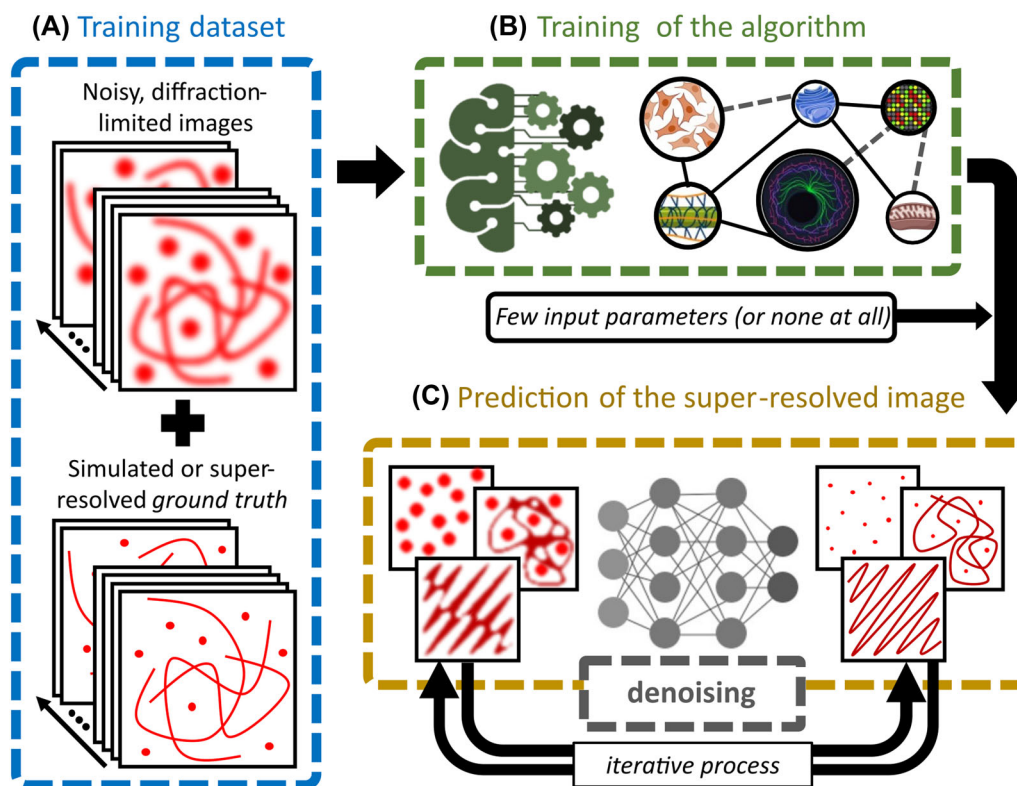 (A) Training dataset
Noisy, diffraction-
limited images
Simulated or super-
resolved ground truth
(B) Training of the algorithm
Few input parameters (or none at all)
(C) Prediction of the super-resolved image
denoising
iterative process